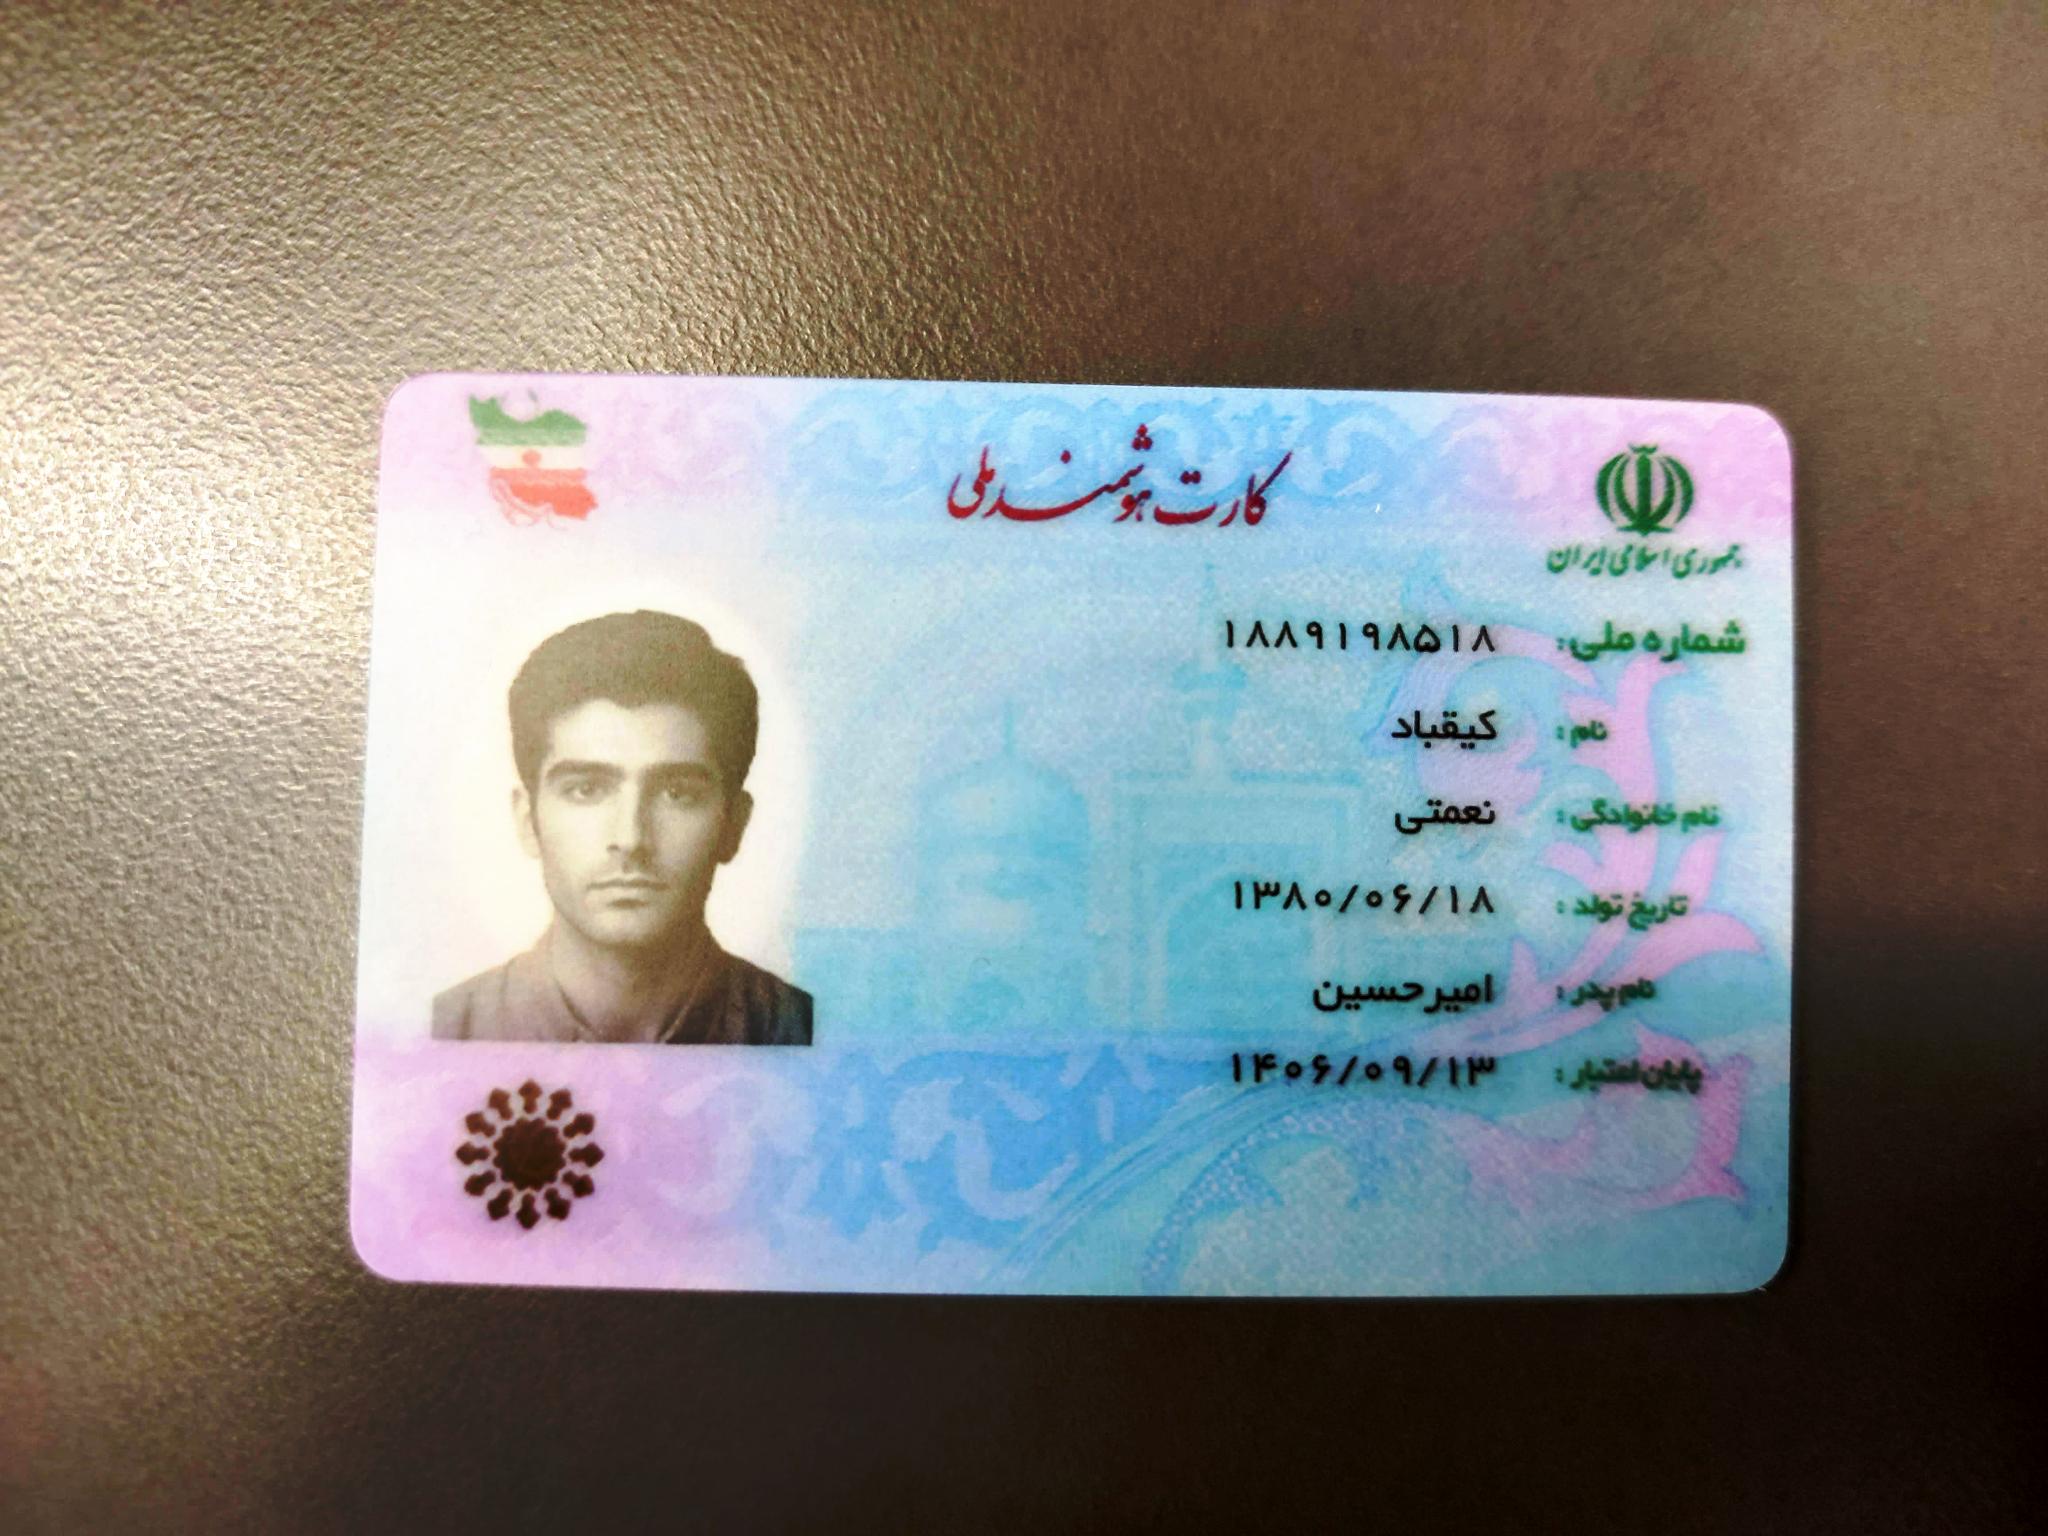 کارت هوشمند ملی
جمهوری اسلامی ایران
شماره ملی: ۱۸۸۹۱۹۸۵۱۸
نام: کیقباد
نام خانوادگی: نعمتی
تاریخ تولد: ۱۳۸۰/۰۶/۱۸
نام پدر: امیرحسین
پایان اعتبار: ۱۴۰۶/۰۹/۱۳